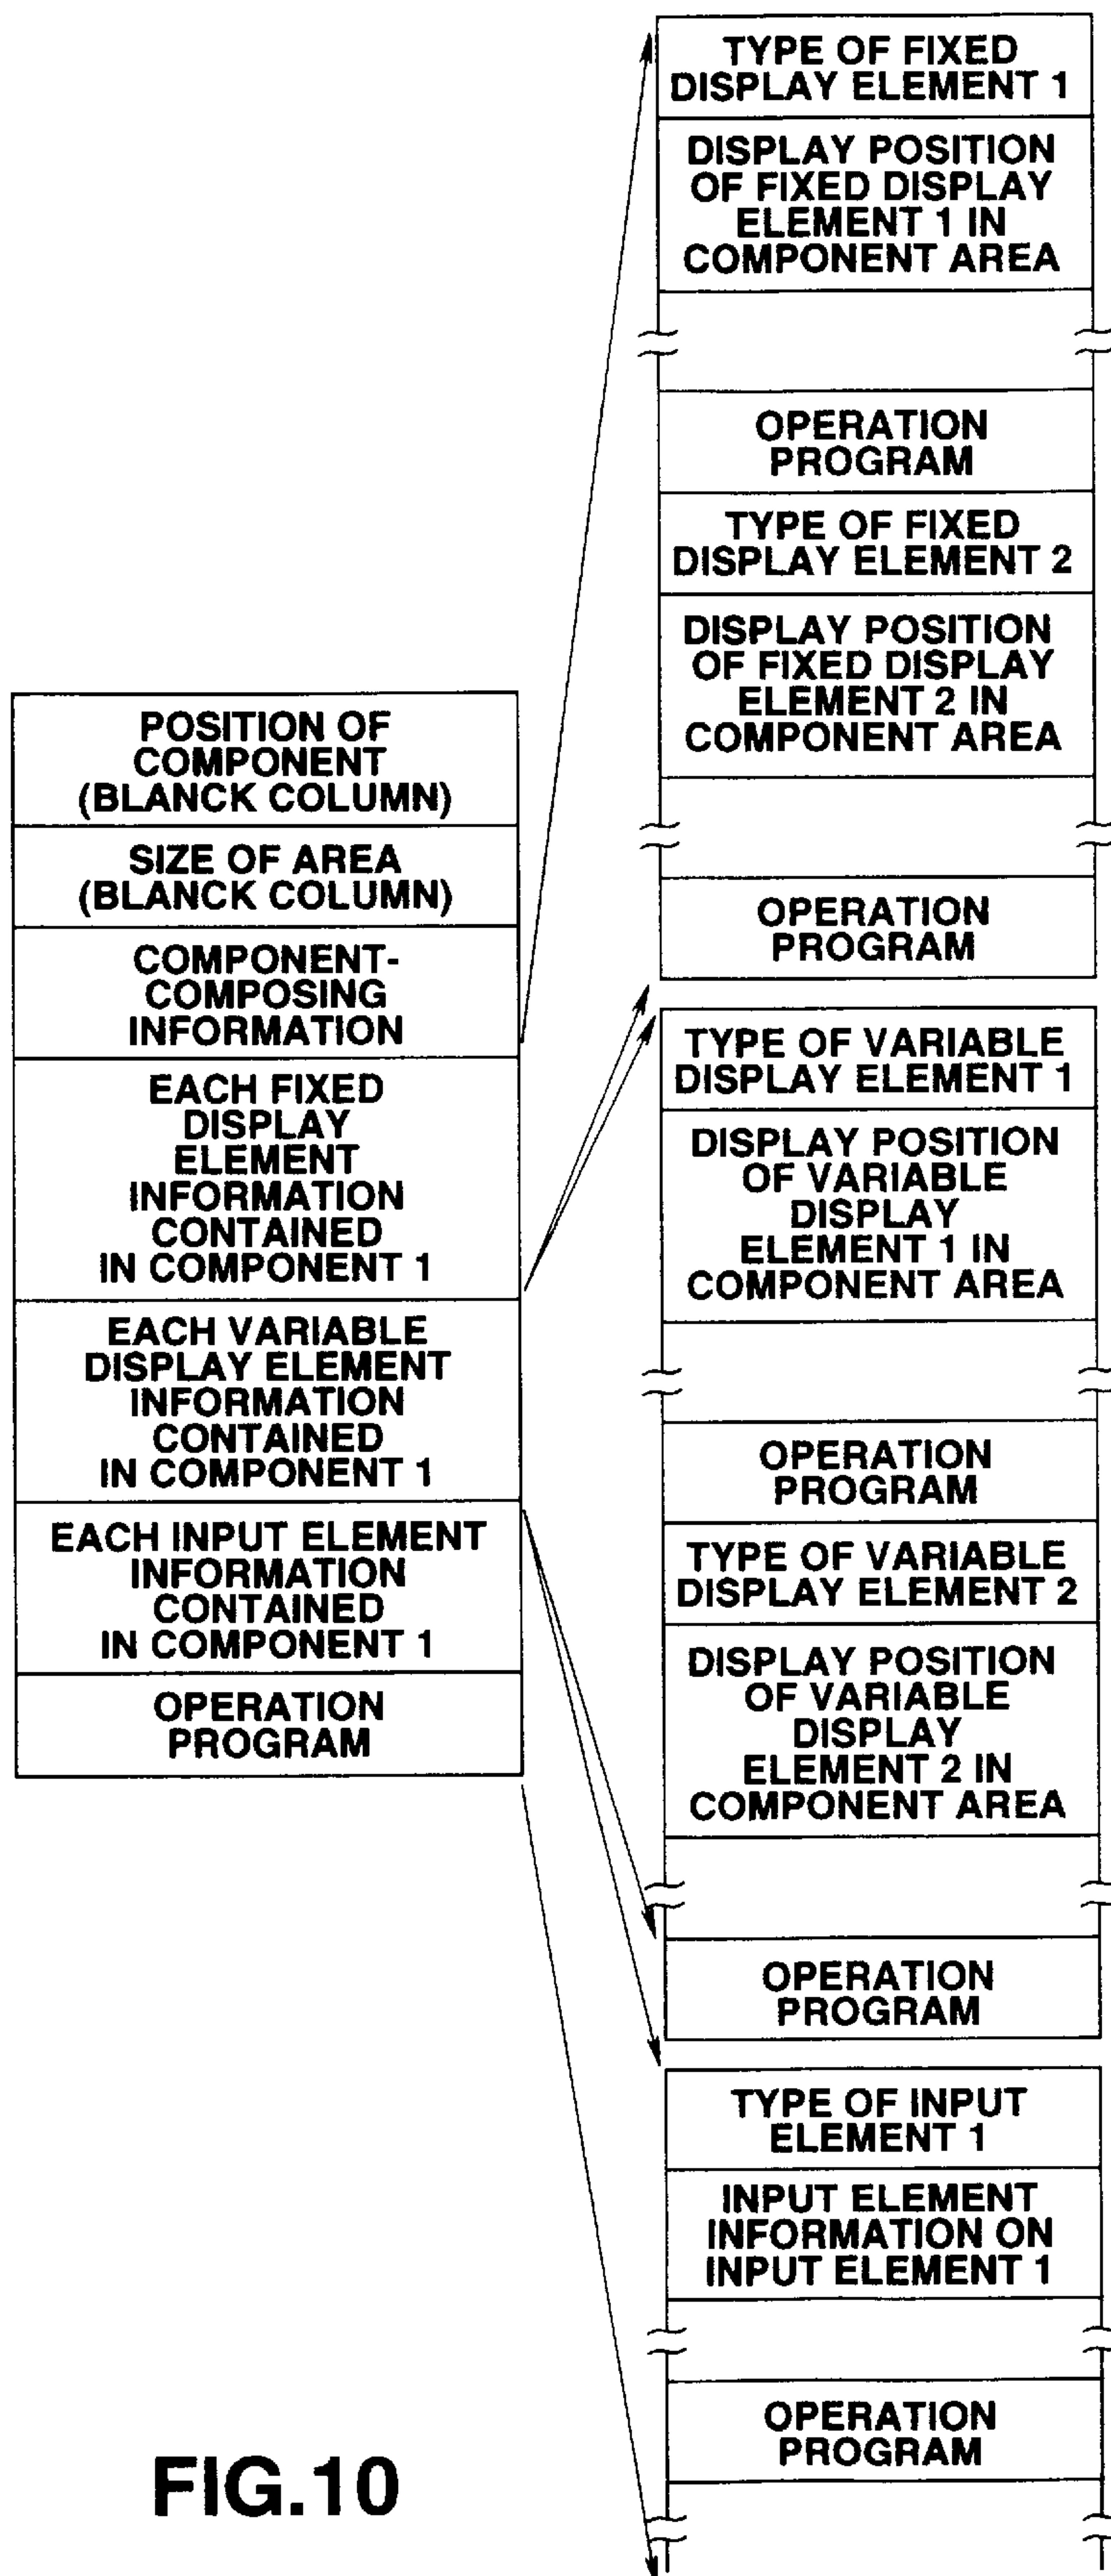 POSITION OF
COMPONENT
(BLANCK COLUMN)
SIZE OF AREA
(BLANCK COLUMN)
COMPONENT-
COMPOSING
INFORMATION
EACH FIXED
DISPLAY
ELEMENT
INFORMATION
CONTAINED
IN COMPONENT 1
EACH VARIABLE
DISPLAY ELEMENT
INFORMATION
CONTAINED
IN COMPONENT 1
EACH INPUT ELEMENT
INFORMATION
CONTAINED
IN COMPONENT 1
OPERATION
PROGRAM
TYPE OF FIXED
DISPLAY ELEMENT 1
DISPLAY POSITION
OF FIXED DISPLAY
ELEMENT 1 IN
COMPONENT AREA
OPERATION
PROGRAM
TYPE OF FIXED
DISPLAY ELEMENT 2
DISPLAY POSITION
OF FIXED DISPLAY
ELEMENT 2 IN
COMPONENT AREA
OPERATION
PROGRAM
TYPE OF VARIABLE
DISPLAY ELEMENT 1
DISPLAY POSITION
OF VARIABLE
DISPLAY
ELEMENT 1 IN
COMPONENT AREA
OPERATION
PROGRAM
TYPE OF VARIABLE
DISPLAY ELEMENT 2
DISPLAY POSITION
OF VARIABLE
DISPLAY
ELEMENT 2 IN
COMPONENT AREA
OPERATION
PROGRAM
TYPE OF INPUT
ELEMENT 1
INPUT ELEMENT
INFORMATION ON
INPUT ELEMENT 1
OPERATION
PROGRAM
FIG.10